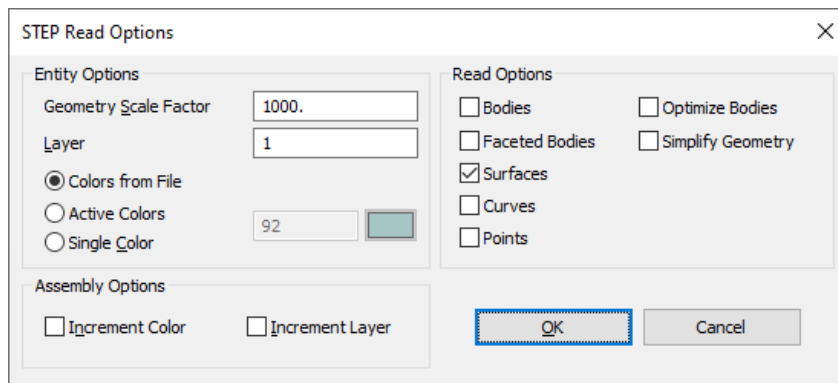 STEP Read Options
Entity Options
Geometry Scale Factor 1000.
Layer 1
Colors from File
Active Colors
Single Color
92
Assembly Options
Increment Color Increment Layer
Read Options
Bodies Optimize Bodies
Faceted Bodies Simplify Geometry
Surfaces
Curves
Points
OK Cancel